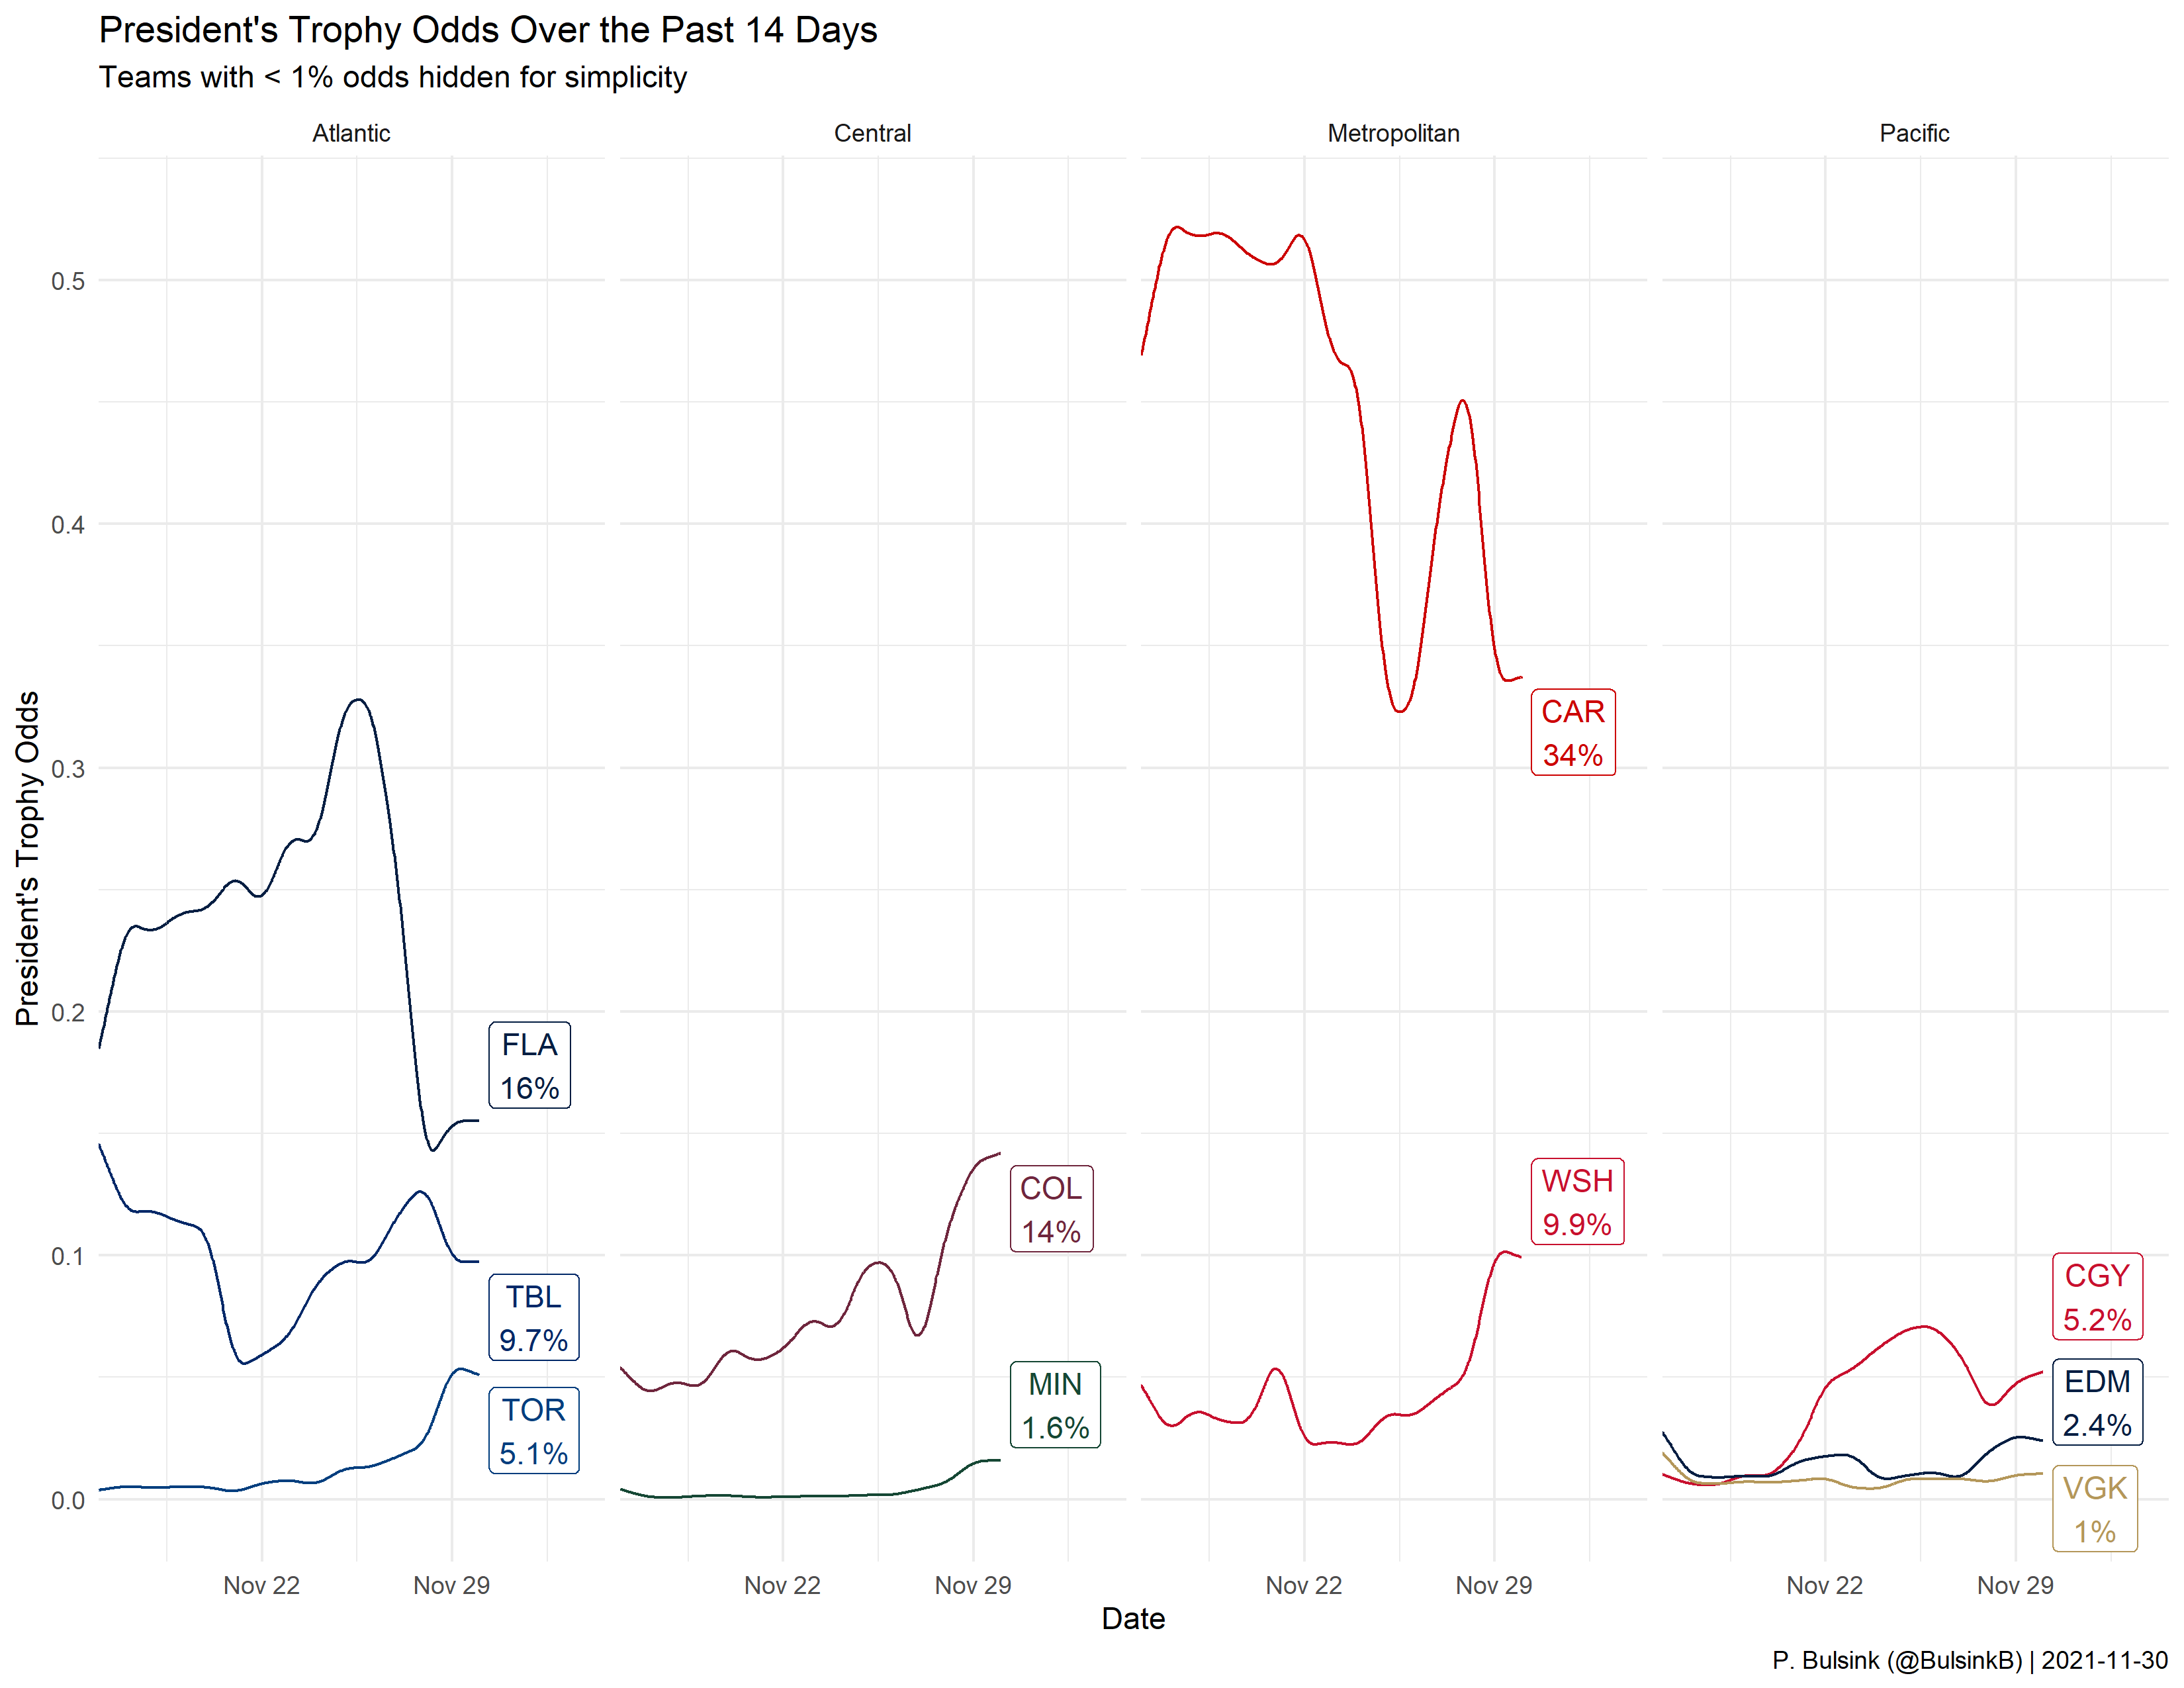 President's Trophy Odds Over the Past 14 Days
Teams with < 1% odds hidden for simplicity
Atlantic
Central
Metropolitan
Pacific
President's Trophy Odds
0.5
0.4
0.3
0.2
0.1
0.0
FLA
16%
TBL
9.7%
TOR
5.1%
COL
14%
MIN
1.6%
CAR
34%
WSH
9.9%
CGY
5.2%
EDM
2.4%
VGK
1%
Nov 22
Nov 29
Nov 22
Nov 29
Nov 22
Nov 29
Nov 22
Nov 29
Date
P. Bulsink (@BulsinkB) | 2021-11-30